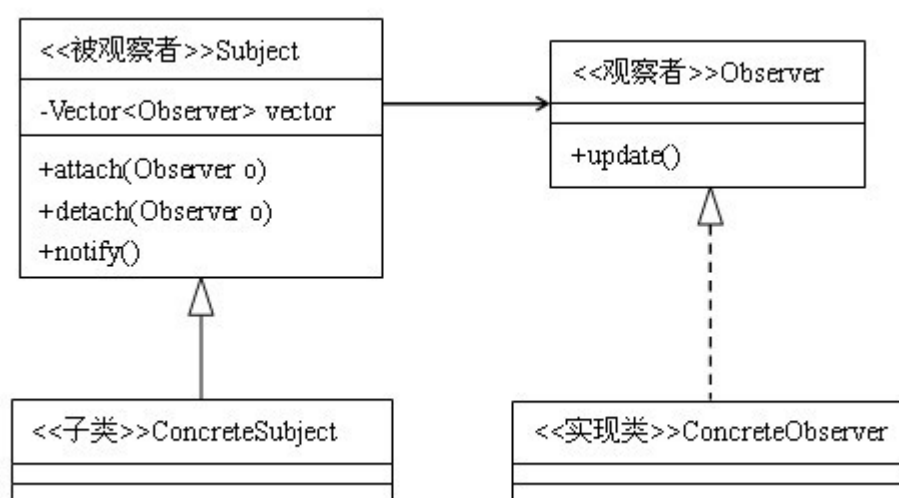 <<被观察者>>Subject
-Vector<Observer> vector
+attach(Observer o)
+detach(Observer o)
+notify()
<<观察者>>Observer
+update()
<<子类>>ConcreteSubject
<<实现类>>ConcreteObserver